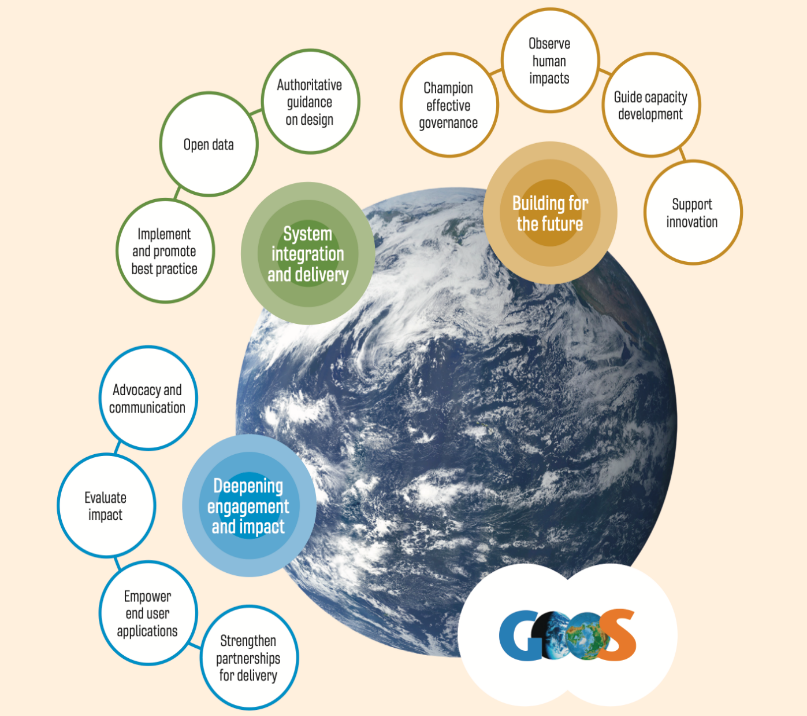 Authoritative
guidance
on design
Open data
Implement
and promote
best practice
System
integration
and delivery
Observe
human
impacts
Champion
effective
governance
Guide capacity
development
Support
innovation
Building for
the future
Advocacy and
communication
Evaluate
impact
Empower
end user
applications
Strengthen
partnerships
for delivery
Deepening
engagement
and impact
GOOS